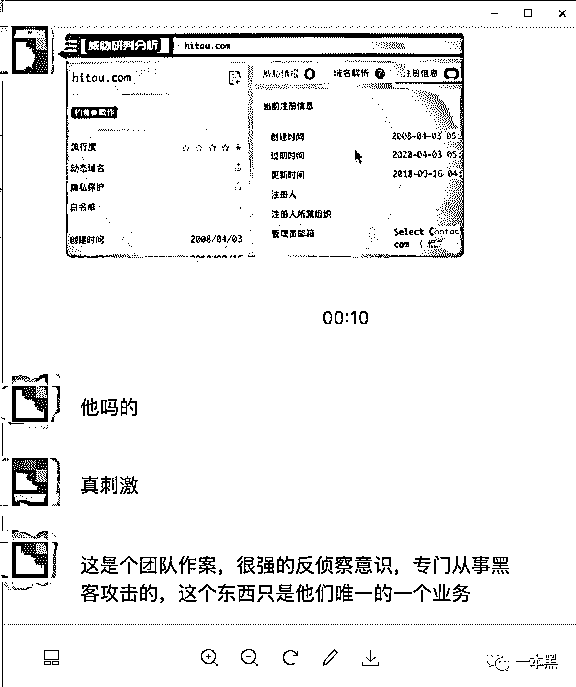 威胁研判分析 hitou.com
hitou.com
威胁情报 域名解析 注册信息
当前注册信息
创建时间 2008-04-03 05:
过期时间 2020-04-03 05:
更新时间 2018-09-16 04:
注册人
注册人所属组织
管理员邮箱 Select Contac
com
流行度
动态域名
隐私保护
白名单
创建时间 2008/04/03
00:10
他吗的
真刺激
这是个团队作案，很强的反侦察意识，专门从事黑
客攻击的，这个东西只是他们唯一的一个业务
一本黑